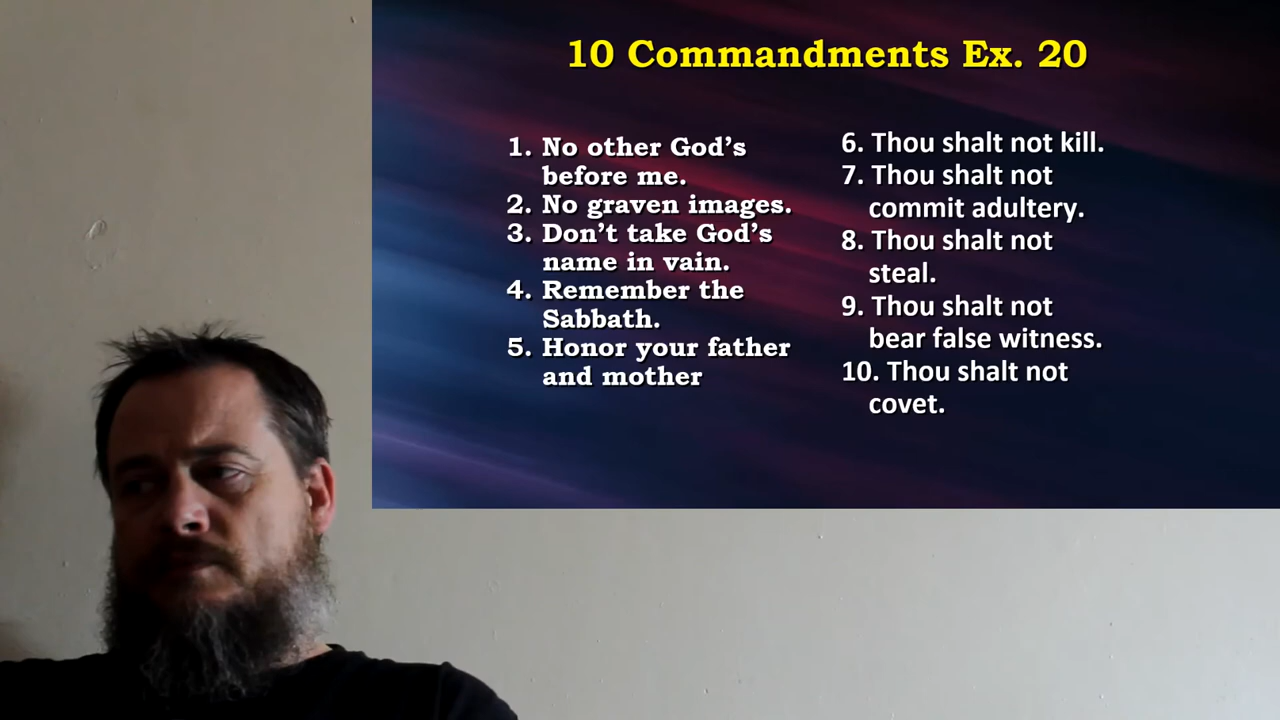 10 Commandments Ex. 20
1. No other God's
before me.
2. No graven images.
3. Don't take God's
name in vain.
4. Remember the
Sabbath.
5. Honor your father
and mother
6. Thou shalt not kill.
7. Thou shalt not
commit adultery.
8. Thou shalt not
steal.
9. Thou shalt not
bear false witness.
10. Thou shalt not
covet.